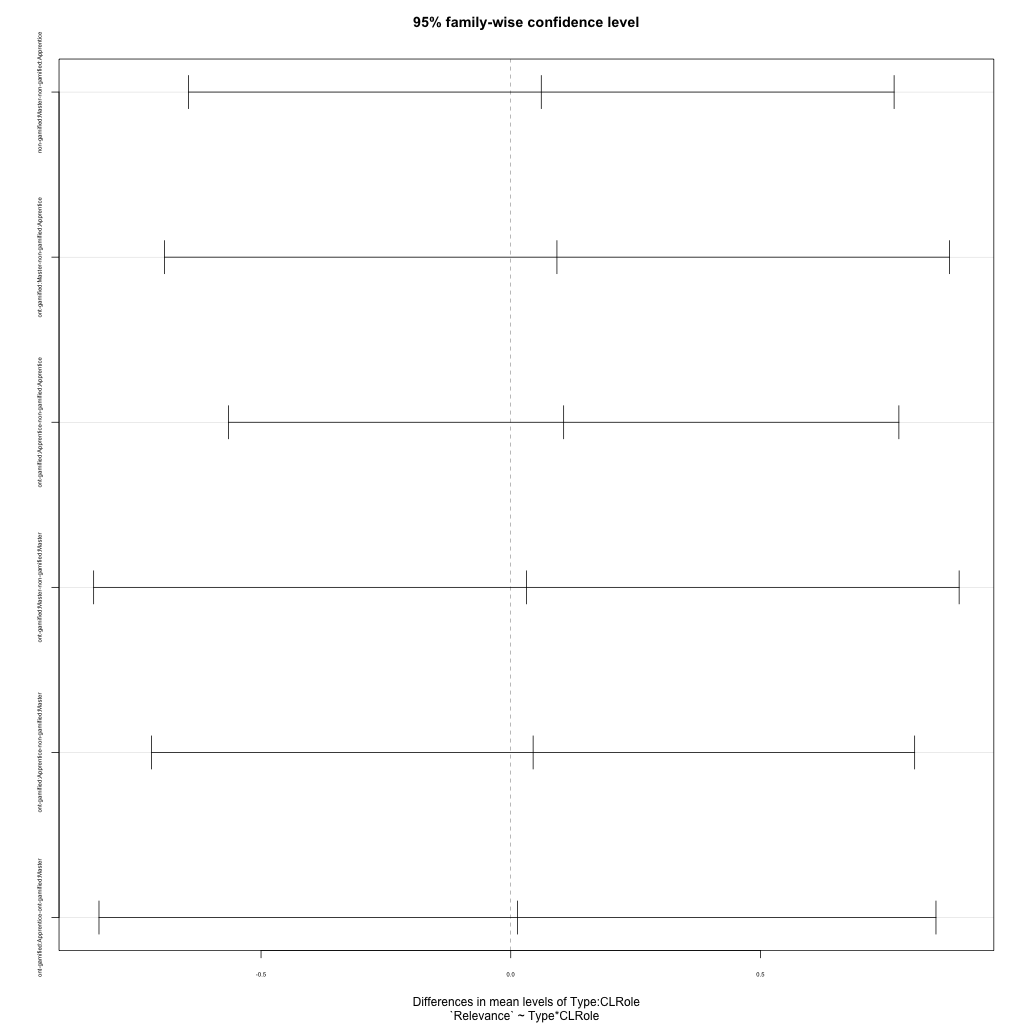 95% family-wise confidence level
non-gamified:Master-non-gamified:Apprentice
ont-gamified:Master-non-gamified:Apprentice
ont-gamified:Apprentice-non-gamified:Apprentice
ont-gamified:Master-non-gamified:Master
ont-gamified:Apprentice-non-gamified:Master
ont-gamified:Apprentice-ont-gamified:Master
-0.5 0.0 0.5
Differences in mean levels of Type:CLRole
`Relevance` ~ Type*CLRole